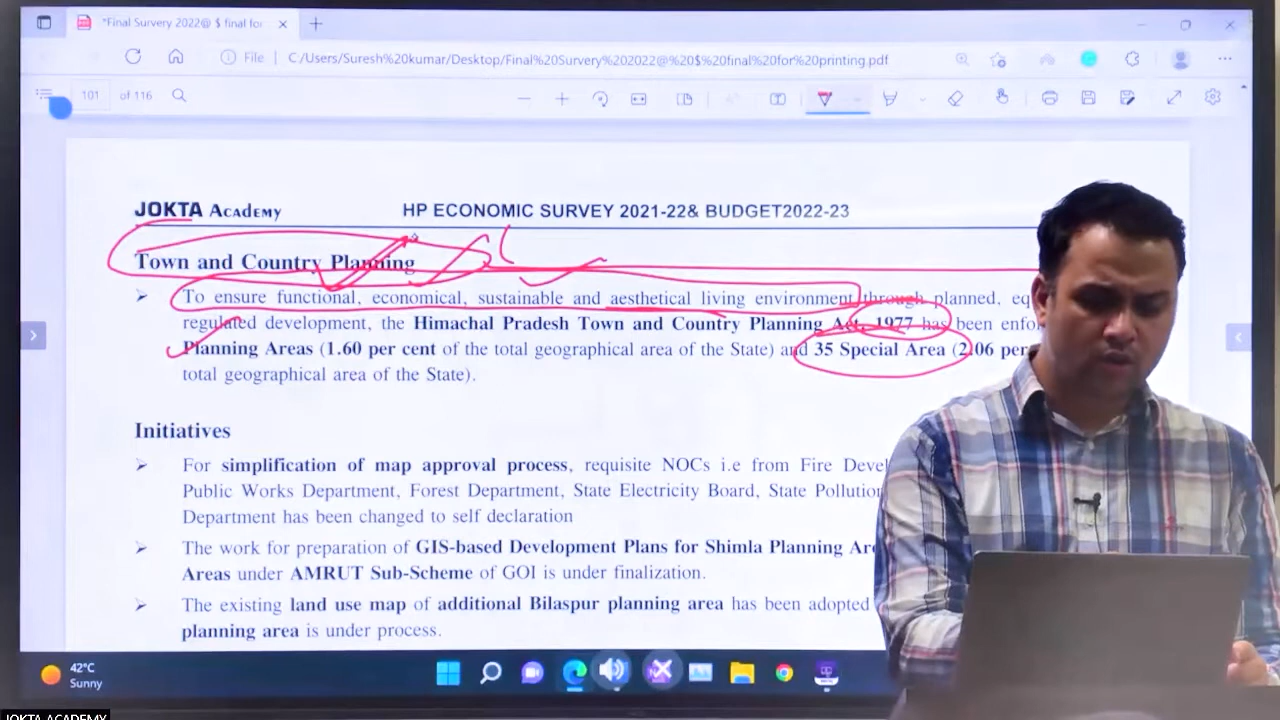 *Final Survery 2022@ $ final for
File
C:/Users/Suresh%20kumar/Desktop/Final%20Survery%202022@%20$%20final%20for%20printing.pdf
101 of 116
JOKTA ACADEMY HP ECONOMIC SURVEY 2021-22& BUDGET2022-23
Town and Country Planning
➢ To ensure functional, economical, sustainable and aesthetical living environment through planned, eq
regulated development, the Himachal Pradesh Town and Country Planning Act, 1977 has been enfo
Planning Areas (1.60 per cent of the total geographical area of the State) and 35 Special Area (2.06 per
total geographical area of the State).
Initiatives
➢ For simplification of map approval process, requisite NOCs i.e from Fire Deve
Public Works Department, Forest Department, State Electricity Board, State Pollution
Department has been changed to self declaration
➢ The work for preparation of GIS-based Development Plans for Shimla Planning Are
Areas under AMRUT Sub-Scheme of GOI is under finalization.
➢ The existing land use map of additional Bilaspur planning area has been adopted
planning area is under process.
42°C
Sunny
JOKTA ACADEMY